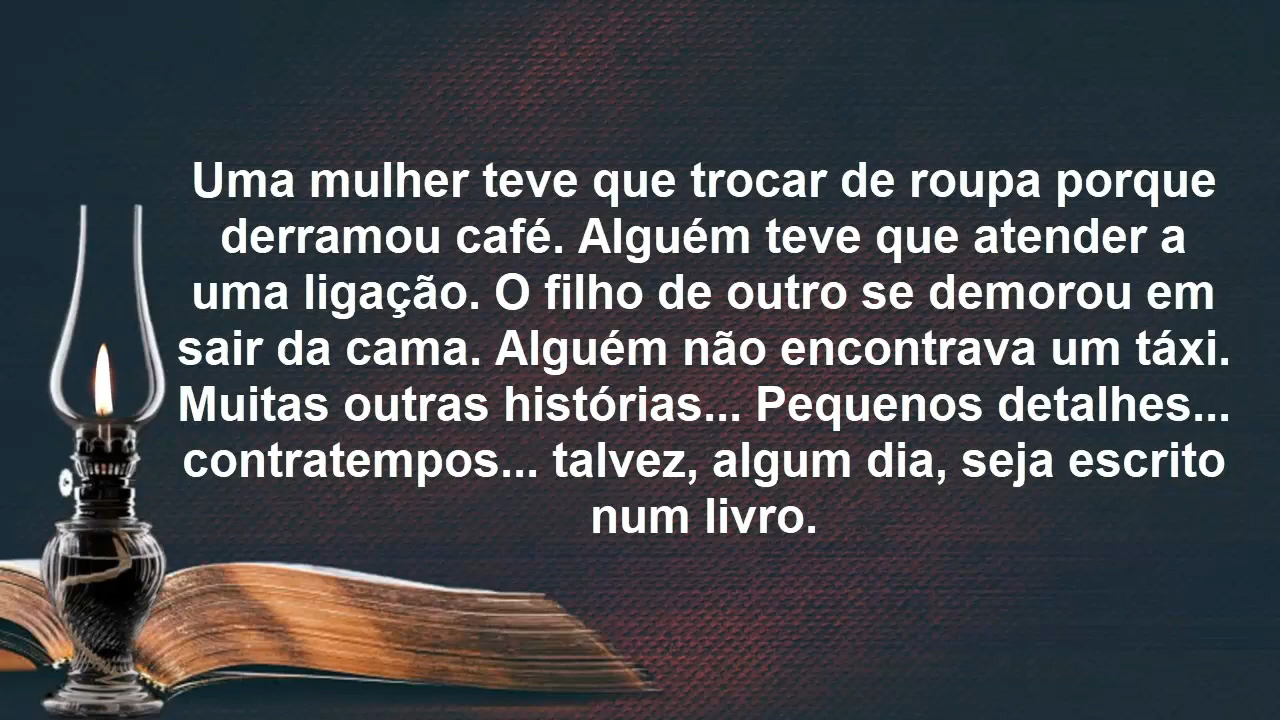 Uma mulher teve que trocar de roupa porque
derramou café. Alguém teve que atender a
uma ligação. O filho de outro se demorou em
sair da cama. Alguém não encontrava um táxi.
Muitas outras histórias... Pequenos detalhes...
contratempos... talvez, algum dia, seja escrito
num livro.